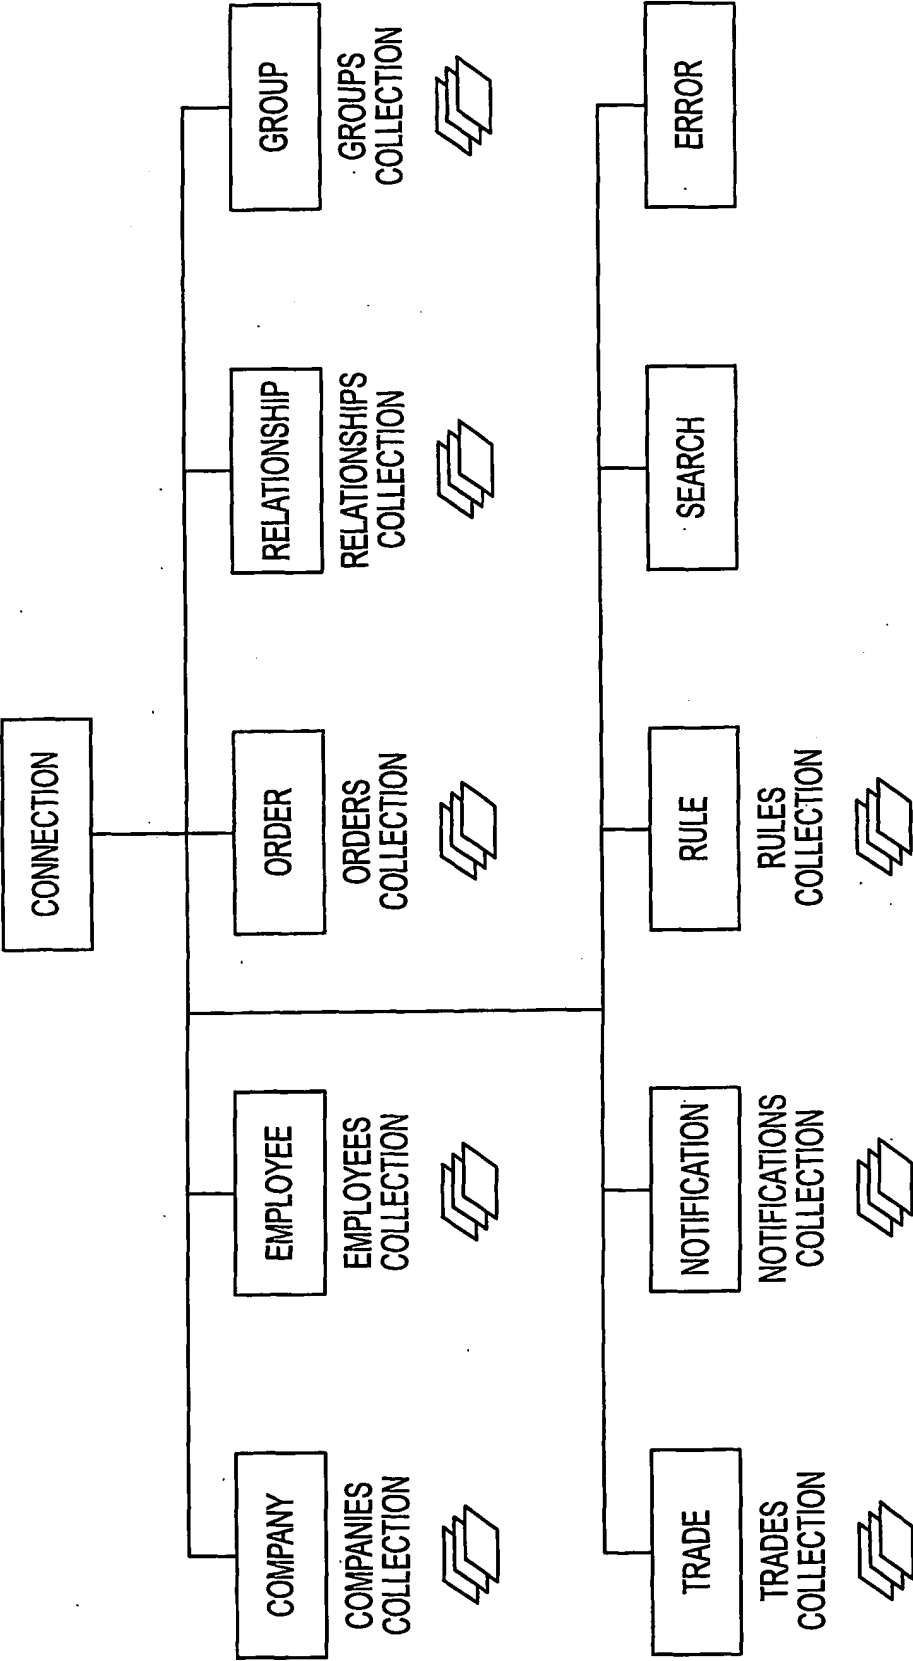 CONNECTION
COMPANY
COMPANIES
COLLECTION
EMPLOYEE
EMPLOYEES
COLLECTION
ORDER
ORDERS
COLLECTION
RELATIONSHIP
RELATIONSHIPS
COLLECTION
GROUP
GROUPS
COLLECTION
TRADE
TRADES
COLLECTION
NOTIFICATION
NOTIFICATIONS
COLLECTION
RULE
RULES
COLLECTION
SEARCH
ERROR